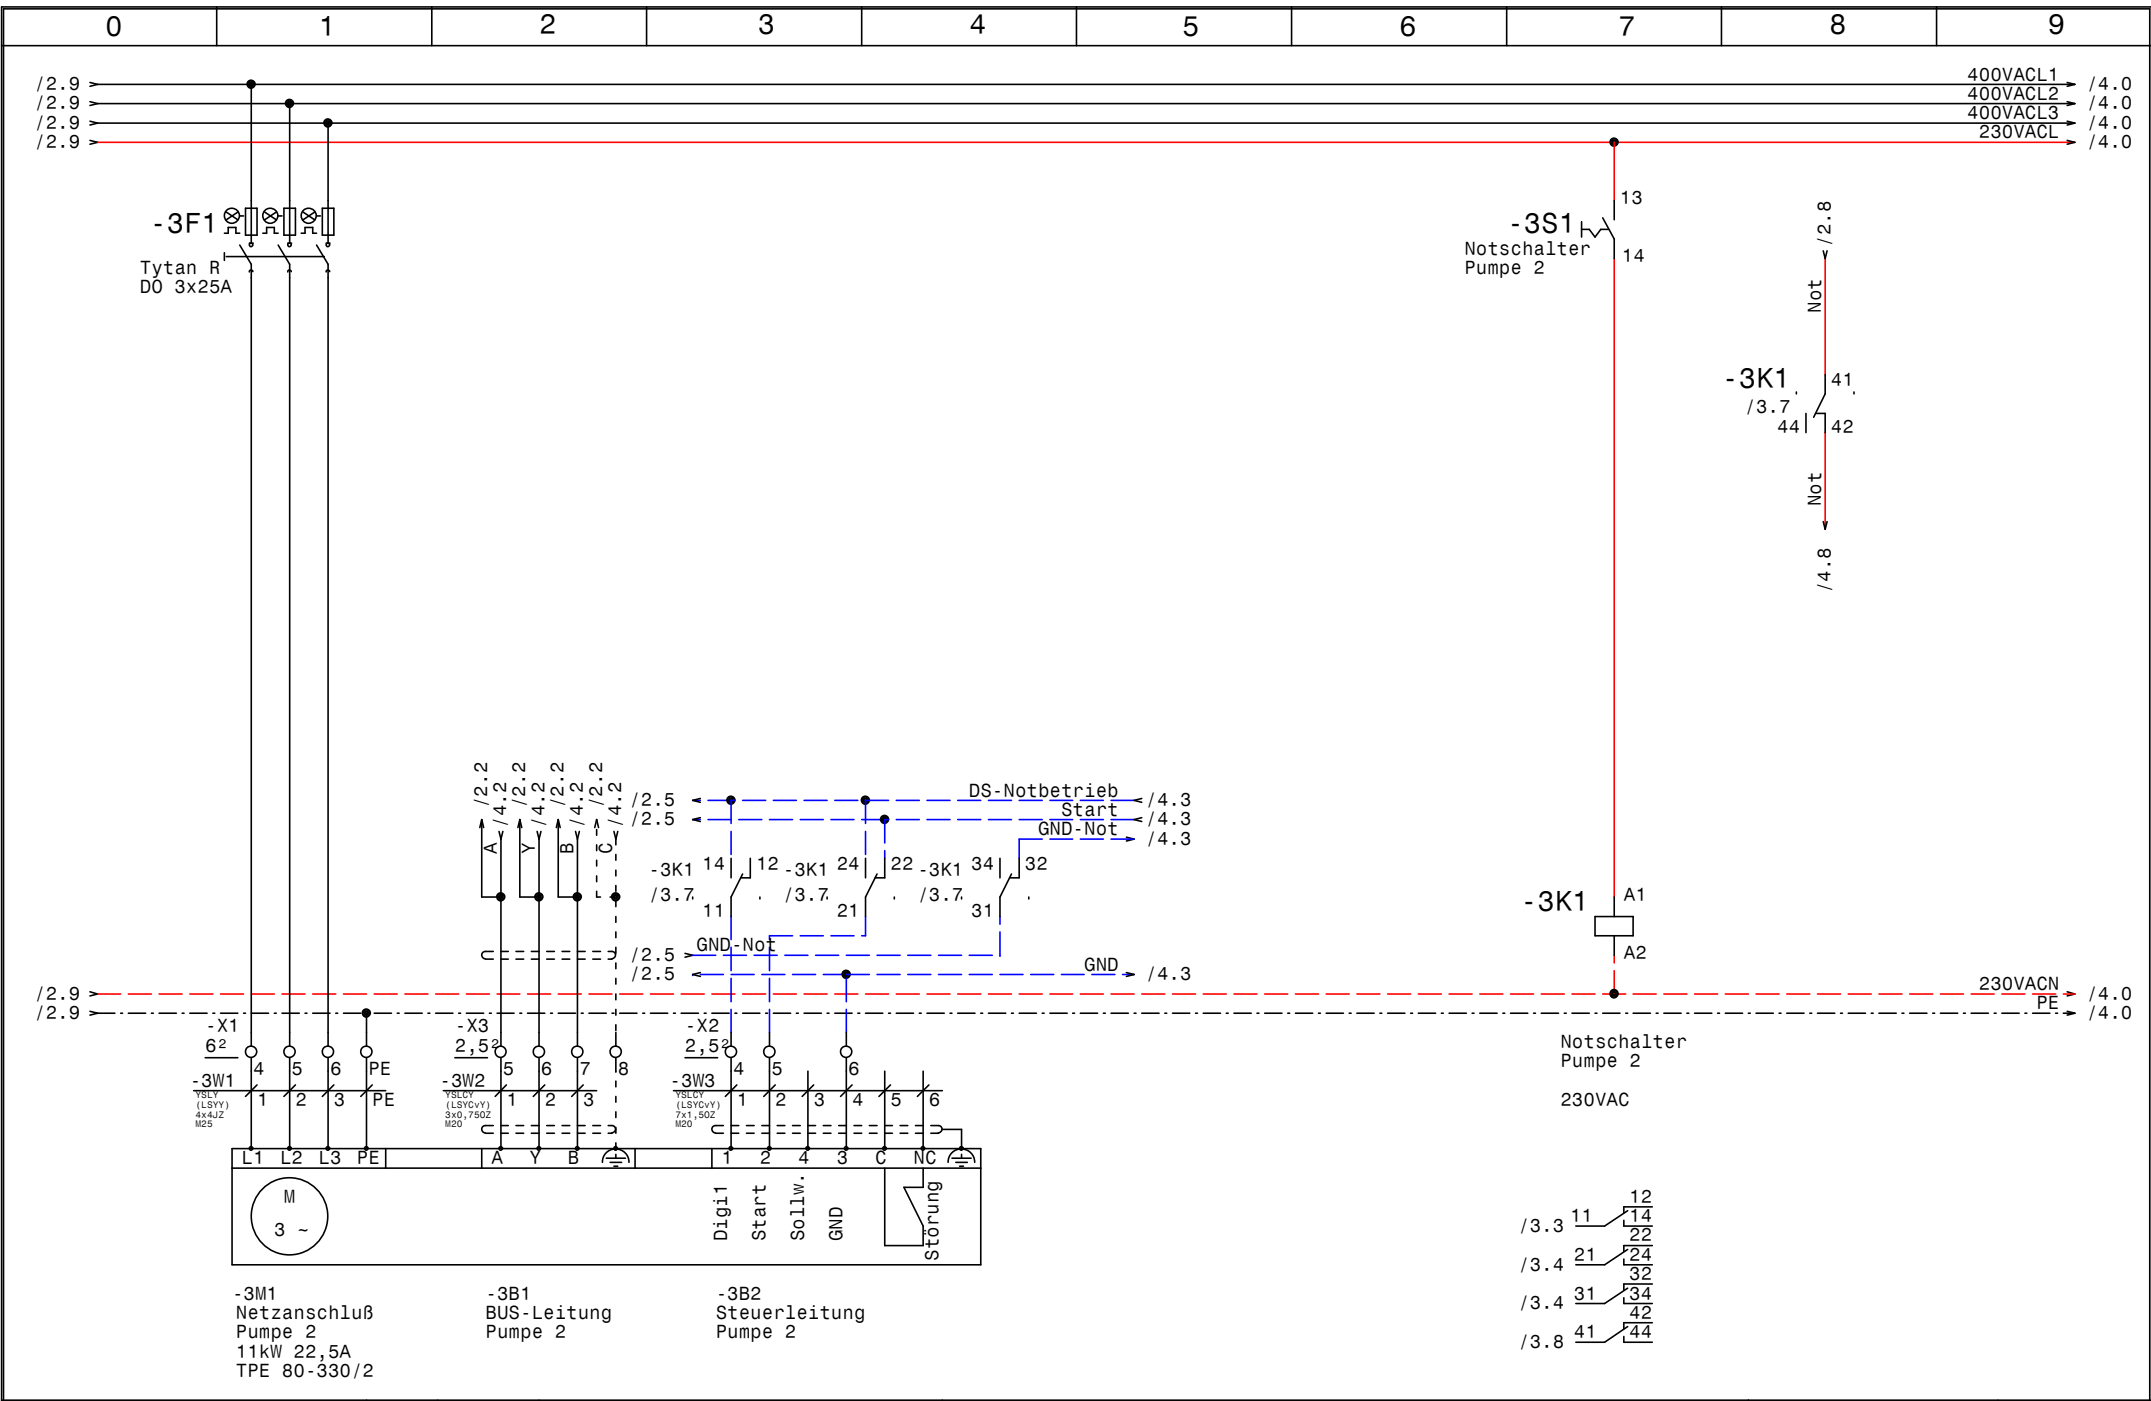 0 1 2 3 4 5 6 7 8 9
/2.9 400VACL1 /4.0
/2.9 400VACL2 /4.0
/2.9 400VACL3 /4.0
/2.9 230VACL /4.0
-3F1
Tytan R
DO 3x25A
13
-3S1
Notschalter
Pumpe 2
14
/2.8
Not
-3K1
/3.7
41
44 42
Not
/4.8
/2.2 /4.2 /2.2 /4.2 /2.2 /4.2 /2.2 /4.2
A Y B C
/2.5 DS-Notbetrieb /4.3
/2.5 Start /4.3
GND-Not /4.3
-3K1 14 12 -3K1 24 22 -3K1 34 32
/3.7 /3.7 /3.7
11 21 31
-3K1 A1
A2
/2.5 GND-Not
/2.5 GND /4.3
/2.9 230VACN /4.0
/2.9 PE /4.0
-X1
6²
4 5 6 PE
-3W1
YSLY
(LSYY)
4x4JZ
M25
1 2 3 PE
-X3
2,5²
5 6 7 8
-3W2
YSLCY
(LSYCvY)
3x0,75OZ
M20
1 2 3
-X2
2,5²
4 5 6
-3W3
YSLCY
(LSYCvY)
7x1,5OZ
M20
1 2 3 4 5 6
L1 L2 L3 PE A Y B 1 2 4 3 C NC
M
3 ~
Digi1
Start
Sollw.
GND
Störung
-3M1
Netzanschluß
Pumpe 2
11kW 22,5A
TPE 80-330/2
-3B1
BUS-Leitung
Pumpe 2
-3B2
Steuerleitung
Pumpe 2
Notschalter
Pumpe 2
230VAC
12
/3.3 11 14
22
/3.4 21 24
32
/3.4 31 34
42
/3.8 41 44